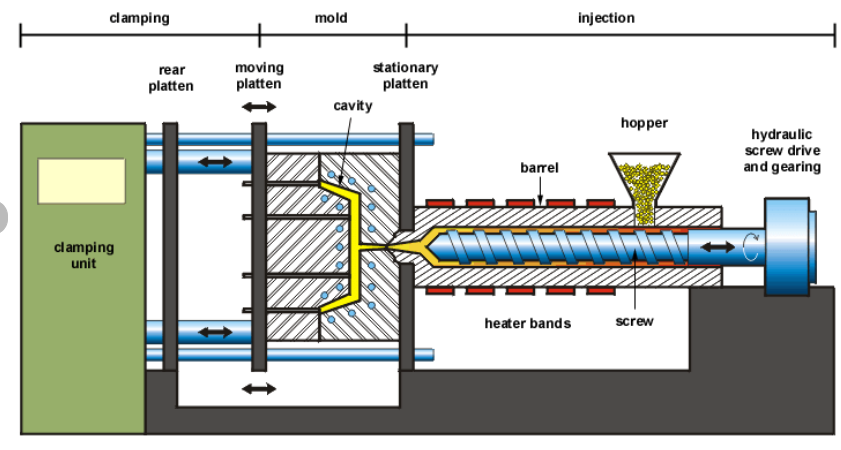 clamping
mold
injection
rear
platten
moving
platten
stationary
platten
cavity
hopper
hydraulic
screw drive
and gearing
barrel
clamping
unit
heater bands
screw